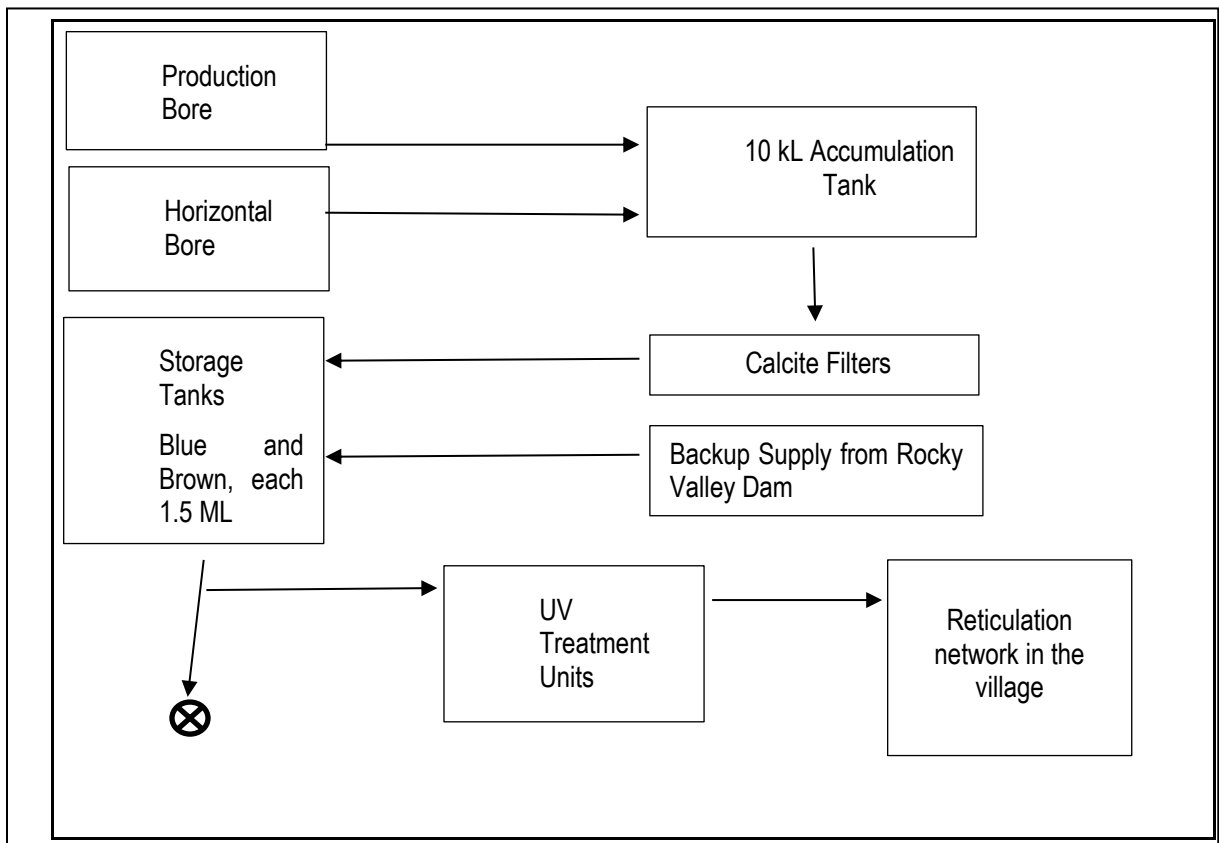 Production
Bore
10 kL Accumulation
Tank
Horizontal
Bore
Storage
Tanks
Blue and
Brown, each
1.5 ML
Calcite Filters
Backup Supply from Rocky
Valley Dam
UV
Treatment
Units
Reticulation
network in the
village